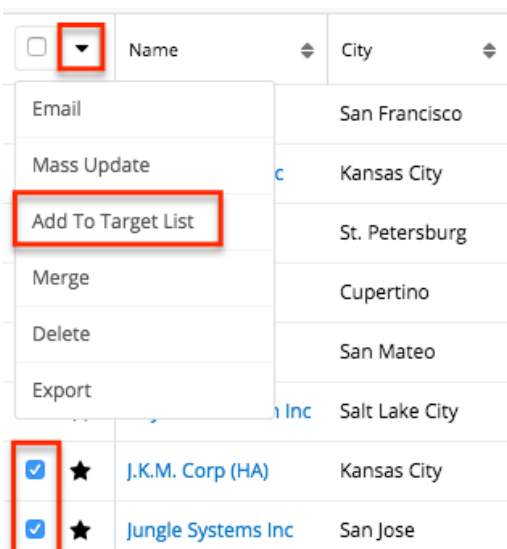 Name City
Email San Francisco
Mass Update c Kansas City
Add To Target List St. Petersburg
Merge Cupertino
Delete San Mateo
Export
Inc Salt Lake City
J.K.M. Corp (HA) Kansas City
Jungle Systems Inc San Jose